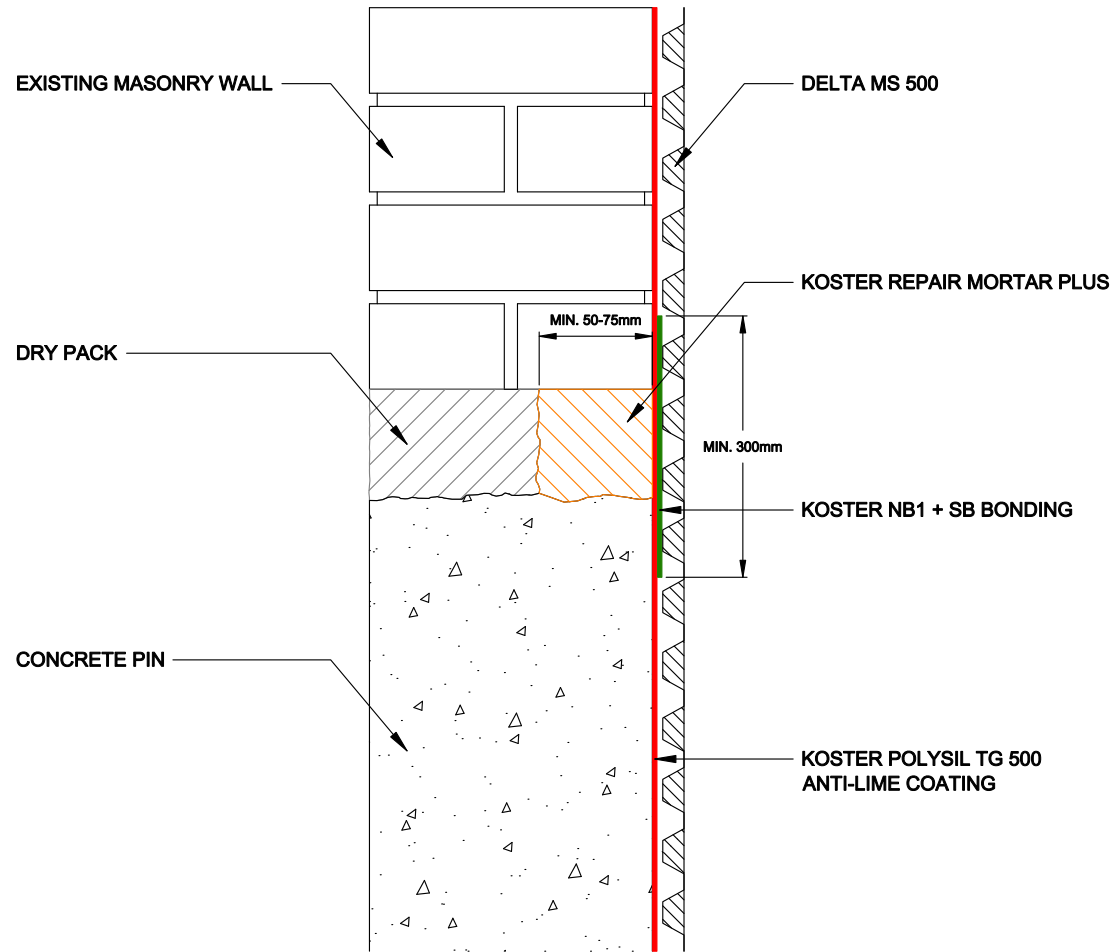 EXISTING MASONRY WALL
DELTA MS 500
KOSTER REPAIR MORTAR PLUS
MIN. 50-75mm
DRY PACK
MIN. 300mm
KOSTER NB1 + SB BONDING
CONCRETE PIN
KOSTER POLYSIL TG 500
ANTI-LIME COATING